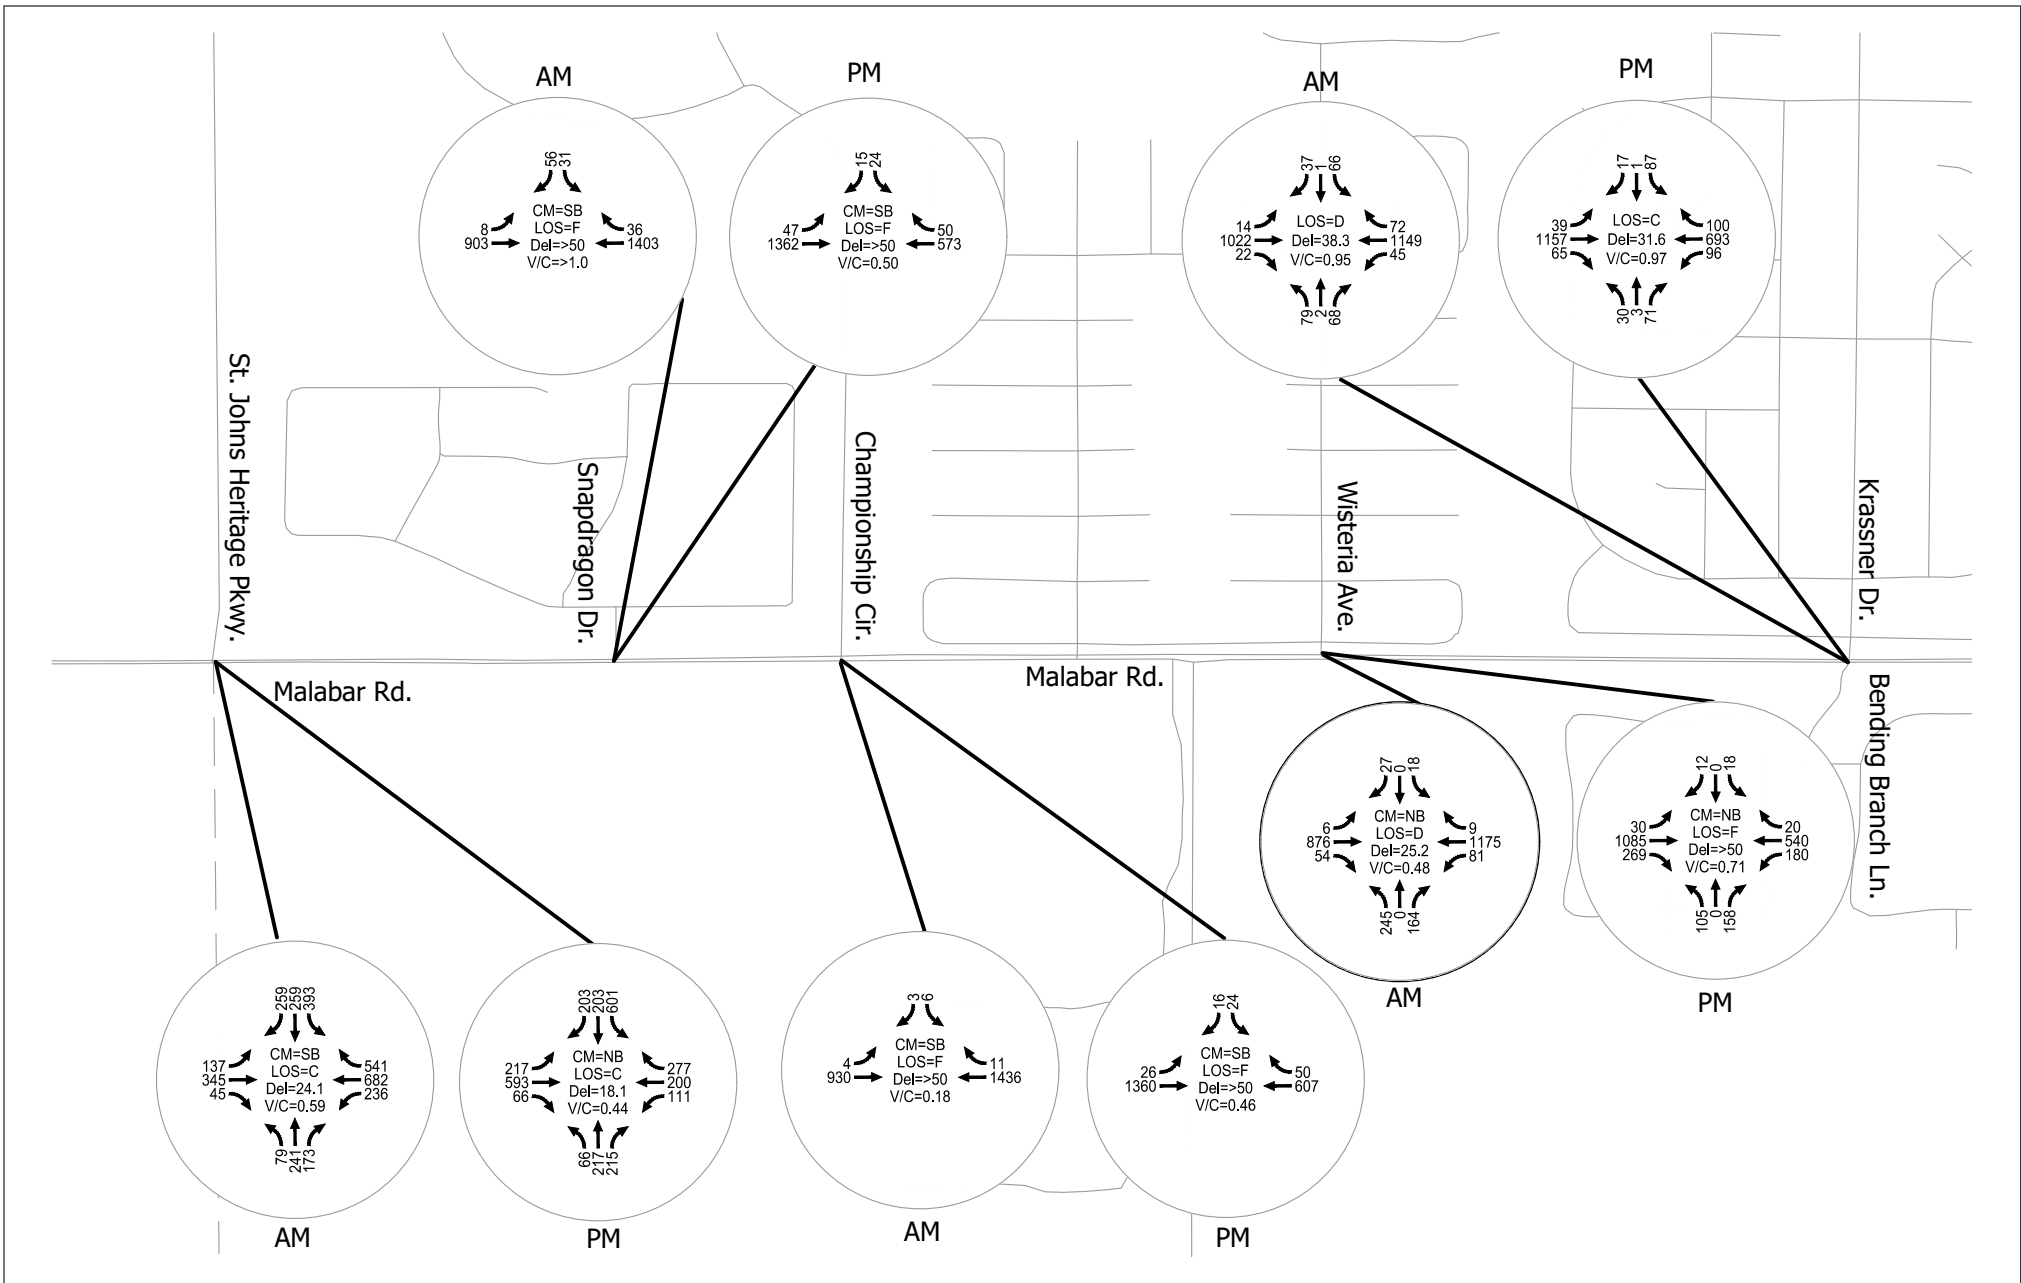 AM
56
31
CM=SB
LOS=F
Del=>50
V/C=>1.0
8
903
36
1403
PM
15
24
CM=SB
LOS=F
Del=>50
V/C=0.50
47
1362
50
573
AM
37
1
66
LOS=D
Del=38.3
V/C=0.95
14
1022
22
72
1149
45
79
2
68
PM
17
1
87
LOS=C
Del=31.6
V/C=0.97
39
1157
65
100
693
96
30
3
71
St. Johns Heritage Pkwy.
Snapdragon Dr.
Championship Cir.
Wisteria Ave.
Krassner Dr.
Malabar Rd.
Malabar Rd.
Bending Branch Ln.
27
0
18
CM=NB
LOS=D
Del=25.2
V/C=0.48
6
876
54
9
1175
81
245
0
164
AM
12
0
18
CM=NB
LOS=F
Del=>50
V/C=0.71
30
1085
269
20
540
180
105
0
158
PM
259
259
393
CM=SB
LOS=C
Del=24.1
V/C=0.59
137
345
45
541
682
236
79
241
173
AM
203
203
601
CM=NB
LOS=C
Del=18.1
V/C=0.44
217
593
66
277
200
111
66
217
215
PM
3
6
CM=SB
LOS=F
Del=>50
V/C=0.18
4
930
11
1436
AM
16
24
CM=SB
LOS=F
Del=>50
V/C=0.46
26
1360
50
607
PM